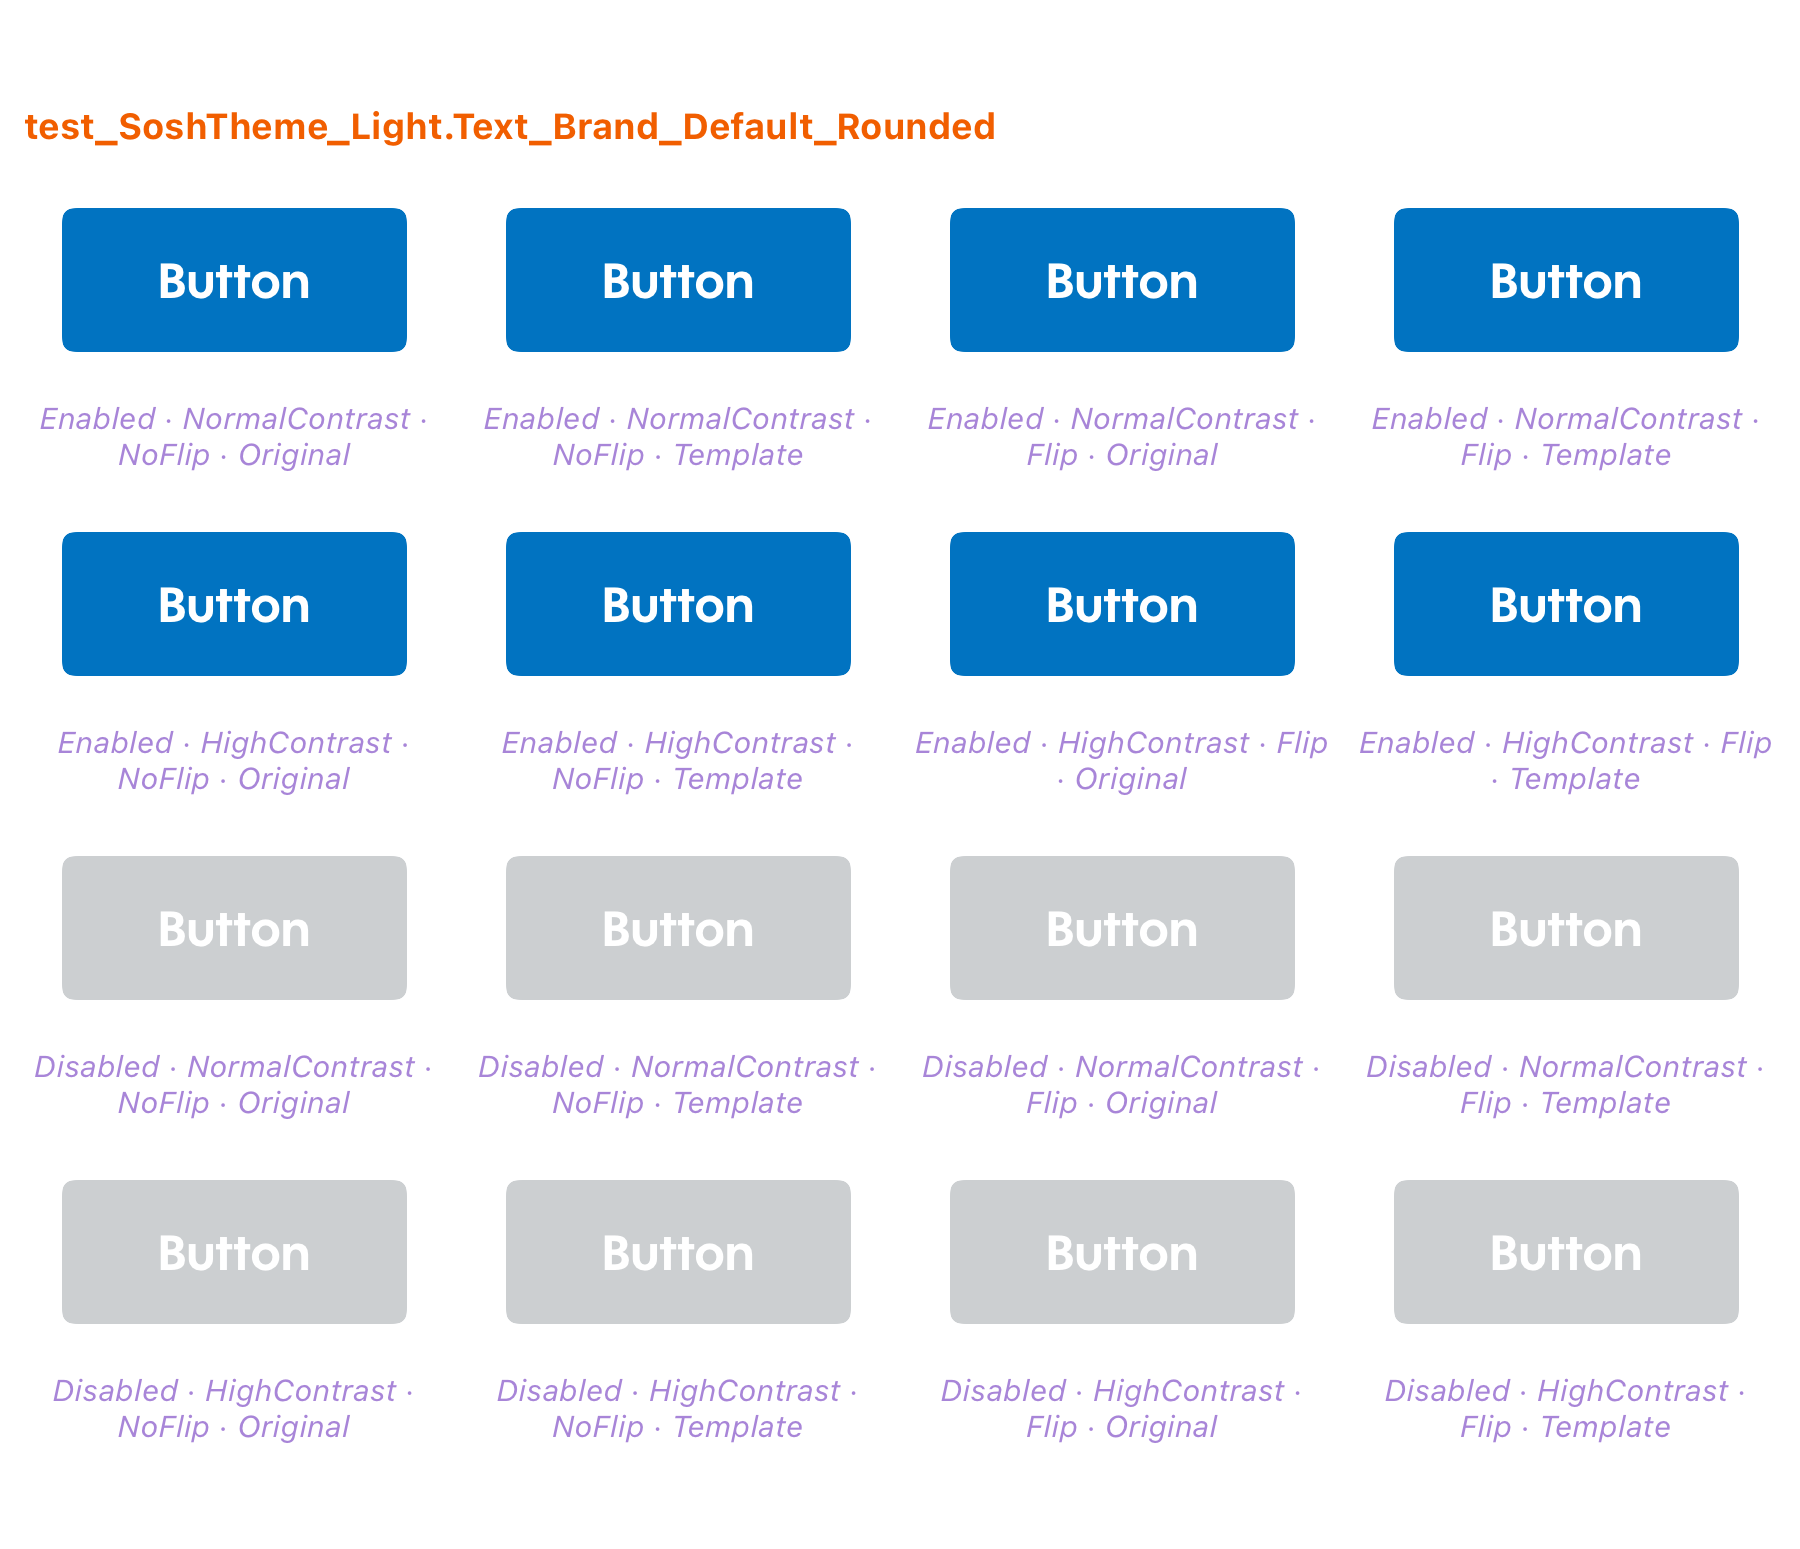 test_SoshTheme_Light.Text_Brand_Default_Rounded
Button Button Button Button
Enabled · NormalContrast · Enabled · NormalContrast · Enabled · NormalContrast · Enabled · NormalContrast ·
NoFlip · Original NoFlip · Template Flip · Original Flip · Template
Button Button Button Button
Enabled · HighContrast · Enabled · HighContrast · Enabled · HighContrast · Flip Enabled · HighContrast · Flip
NoFlip · Original NoFlip · Template · Original · Template
Button Button Button Button
Disabled · NormalContrast · Disabled · NormalContrast · Disabled · NormalContrast · Disabled · NormalContrast ·
NoFlip · Original NoFlip · Template Flip · Original Flip · Template
Button Button Button Button
Disabled · HighContrast · Disabled · HighContrast · Disabled · HighContrast · Disabled · HighContrast ·
NoFlip · Original NoFlip · Template Flip · Original Flip · Template